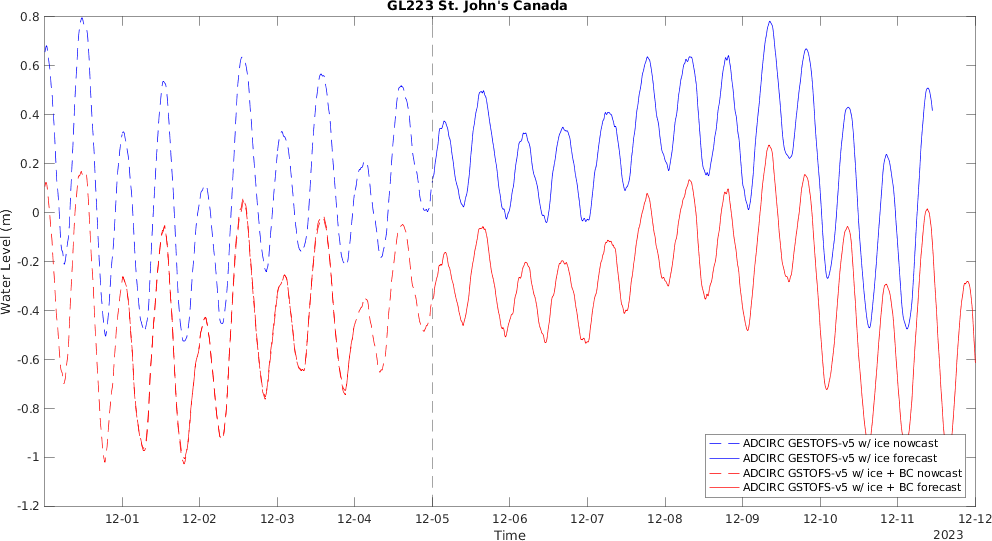 GL223 St. John's Canada
0.8
0.6
0.4
0.2
0
-0.2
-0.4
-0.6
-0.8
-1
-1.2
Water Level (m)
ADCIRC GESTOFS-v5 w/ ice nowcast
ADCIRC GESTOFS-v5 w/ ice forecast
ADCIRC GSTOFS-v5 w/ ice + BC nowcast
ADCIRC GSTOFS-v5 w/ ice + BC forecast
12-01 12-02 12-03 12-04 12-05 12-06 12-07 12-08 12-09 12-10 12-11 12-12
Time
2023